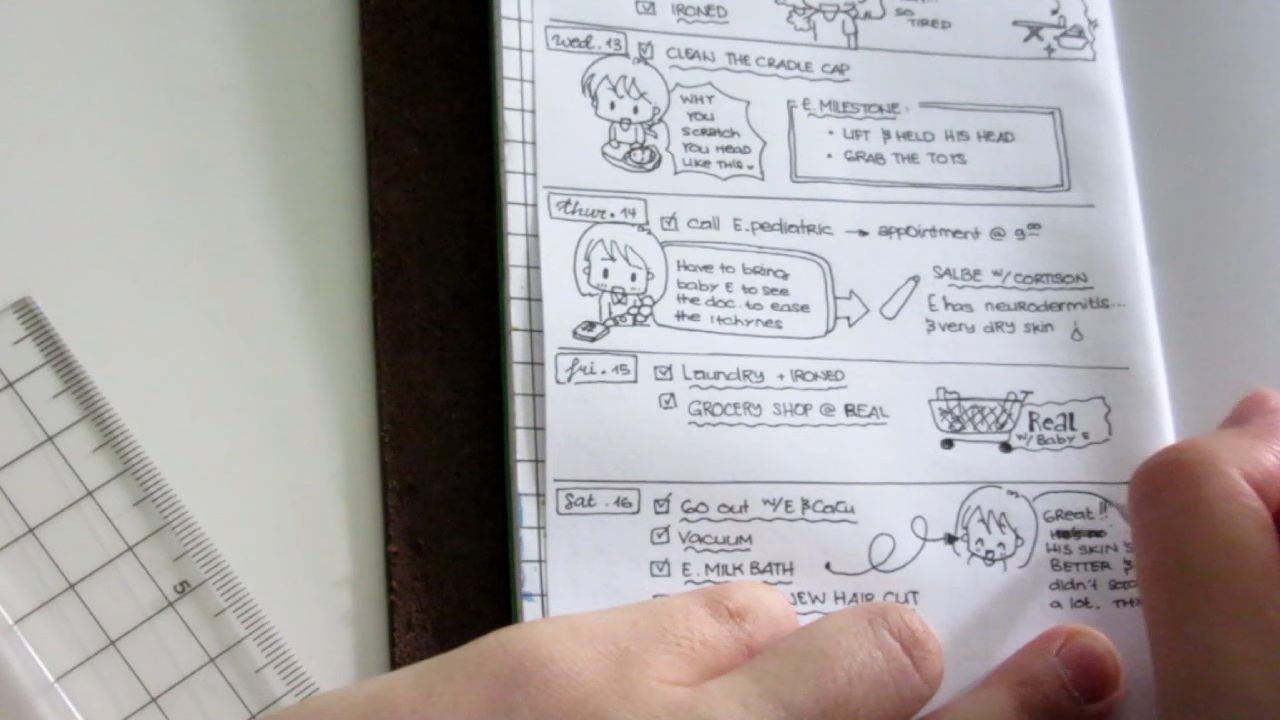 IRONED
SO
TIRED
Wed. 13
CLEAN THE CRADLE CAP
WHY
YOU
SCRATCH
YOU HEAD
LIKE THIS
E. MILESTONE.
• LIFT & HELD HIS HEAD
• GRAB THE TOYS
Thur. 14
call E. pediatric → appointment @ 9⁰⁰
Have to bring
baby E to see
the doc. to ease
the itchynes
SALBE W/ CORTISON
E has neurodermitis...
& very dRY skin
Fri. 15
LaundRy + IRONED
GROCERY SHOP @ REAL
Real
W/ Baby E
Sat. 16
Go out W/E & CoCu
VACUUM
E. MILK BATH
NEW HAIR CUT
GReat!!
HIS SKIN'S
BETTER &
didn't
a lot.
5